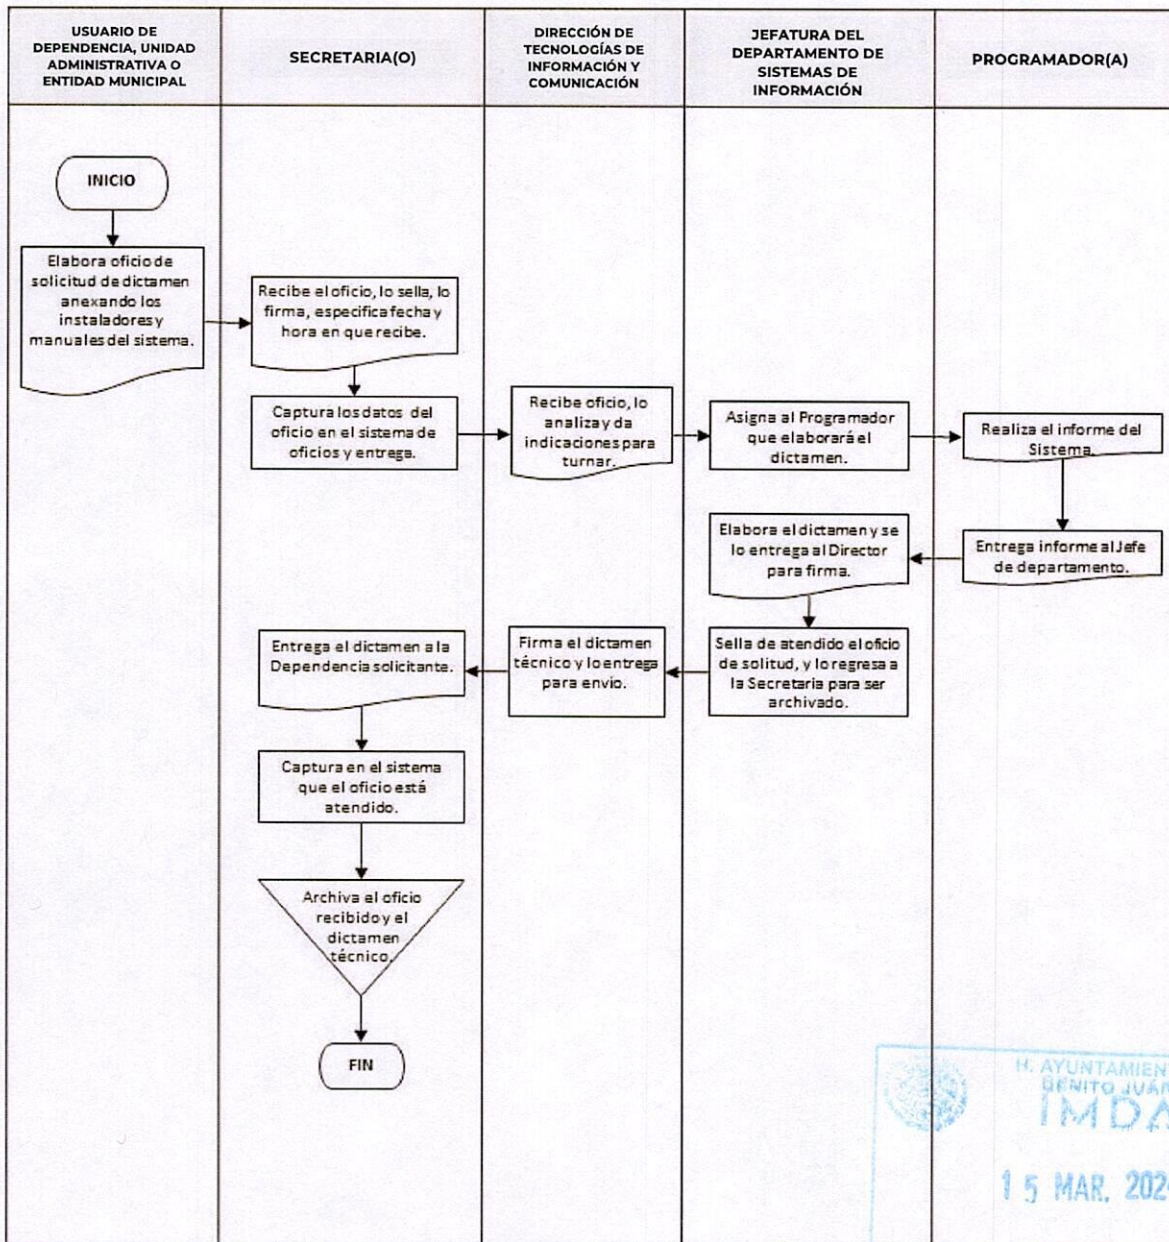 USUARIO DE
DEPENDENCIA, UNIDAD
ADMINISTRATIVA O
ENTIDAD MUNICIPAL
SECRETARIA(O)
DIRECCIÓN DE
TECNOLOGÍAS DE
INFORMACIÓN Y
COMUNICACIÓN
JEFATURA DEL
DEPARTAMENTO DE
SISTEMAS DE
INFORMACIÓN
PROGRAMADOR(A)
INICIO
Elabora oficio de
solicitud de dictamen
anexando los
instaladores y
manuales del sistema.
Recibe el oficio, lo sella, lo
firma, especifica fecha y
hora en que recibe.
Captura los datos del
oficio en el sistema de
oficios y entrega.
Recibe oficio, lo
analiza y da
indicaciones para
turnar.
Asigna al Programador
que elaborará el
dictamen.
Realiza el informe del
Sistema.
Entrega informe al Jefe
de departamento.
Elabora el dictamen y se
lo entrega al Director
para firma.
Sella de atendido el oficio
de solitud, y lo regresa a
la Secretaria para ser
archivado.
Firma el dictamen
técnico y lo entrega
para envío.
Entrega el dictamen a la
Dependencia solicitante.
Captura en el sistema
que el oficio está
atendido.
Archiva el oficio
recibido y el
dictamen
técnico.
FIN
H. AYUNTAMIEN
BENITO JUÁR
IMDA
15 MAR. 202